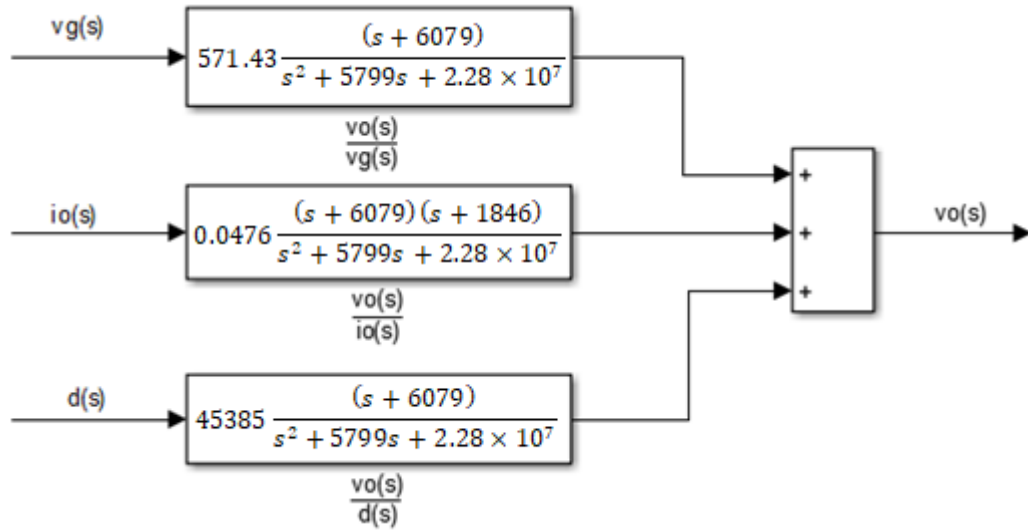 vg(s)
571.43 (s + 6079) / s² + 5799s + 2.28 × 10⁷
vo(s)
vg(s)
+
io(s)
0.0476 (s + 6079)(s + 1846) / s² + 5799s + 2.28 × 10⁷
+
vo(s)
vo(s)
io(s)
+
d(s)
45385 (s + 6079) / s² + 5799s + 2.28 × 10⁷
vo(s)
d(s)